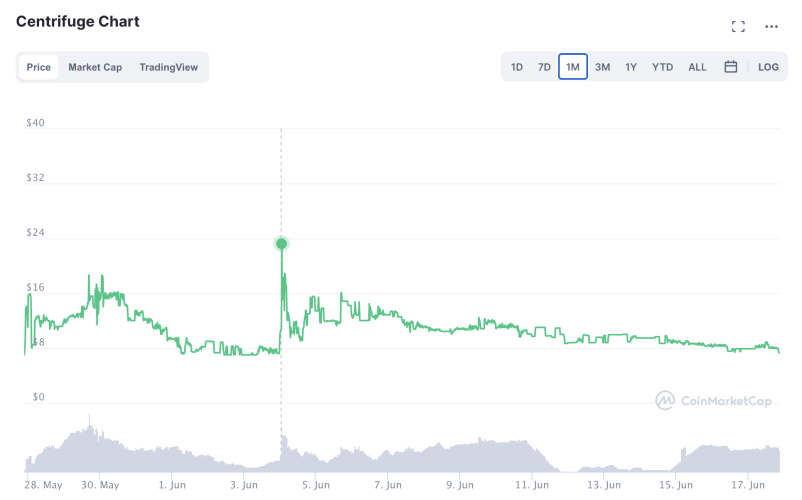 Centrifuge Chart
Price Market Cap TradingView
1D 7D 1M 3M 1Y YTD ALL LOG
$40
$32
$24
$16
$8
$0
CoinMarketCap
28. May 30. May 1. Jun 3. Jun 5. Jun 7. Jun 9. Jun 11. Jun 13. Jun 15. Jun 17. Jun